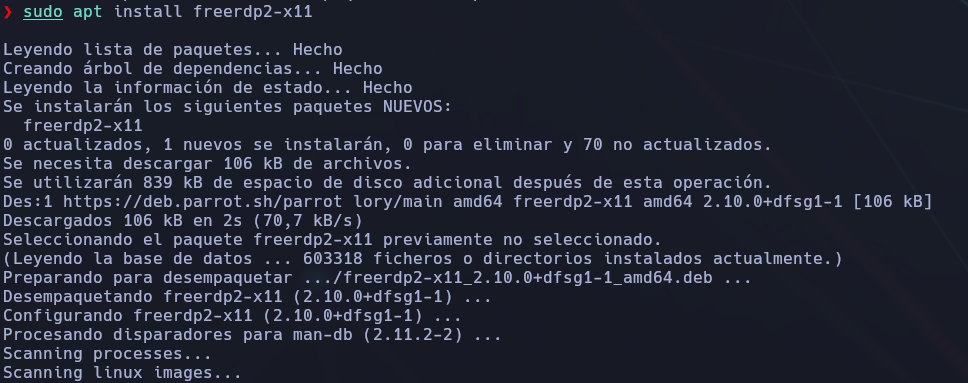 ❯ sudo apt install freerdp2-x11
Leyendo lista de paquetes... Hecho
Creando árbol de dependencias... Hecho
Leyendo la información de estado... Hecho
Se instalarán los siguientes paquetes NUEVOS:
freerdp2-x11
0 actualizados, 1 nuevos se instalarán, 0 para eliminar y 70 no actualizados.
Se necesita descargar 106 kB de archivos.
Se utilizarán 839 kB de espacio de disco adicional después de esta operación.
Des:1 https://deb.parrot.sh/parrot lory/main amd64 freerdp2-x11 amd64 2.10.0+dfsg1-1 [106 kB]
Descargados 106 kB en 2s (70,7 kB/s)
Seleccionando el paquete freerdp2-x11 previamente no seleccionado.
(Leyendo la base de datos ... 603318 ficheros o directorios instalados actualmente.)
Preparando para desempaquetar .../freerdp2-x11_2.10.0+dfsg1-1_amd64.deb ...
Desempaquetando freerdp2-x11 (2.10.0+dfsg1-1) ...
Configurando freerdp2-x11 (2.10.0+dfsg1-1) ...
Procesando disparadores para man-db (2.11.2-2) ...
Scanning processes...
Scanning linux images...